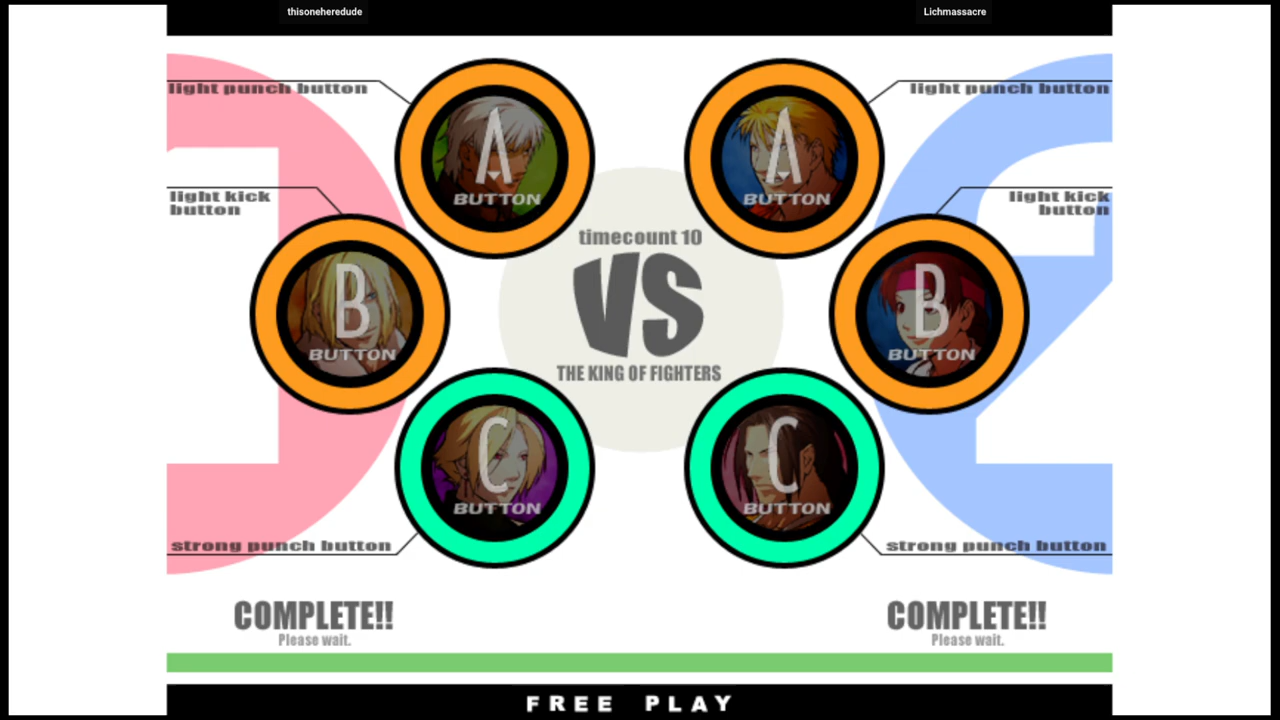 thisoneheredude
Lichmassacre
light punch button
light punch button
A
BUTTON
A
BUTTON
light kick
button
light kick
button
timecount 10
VS
THE KING OF FIGHTERS
B
BUTTON
B
BUTTON
C
BUTTON
C
BUTTON
1
2
strong punch button
strong punch button
COMPLETE!!
Please wait.
COMPLETE!!
Please wait.
FREE PLAY